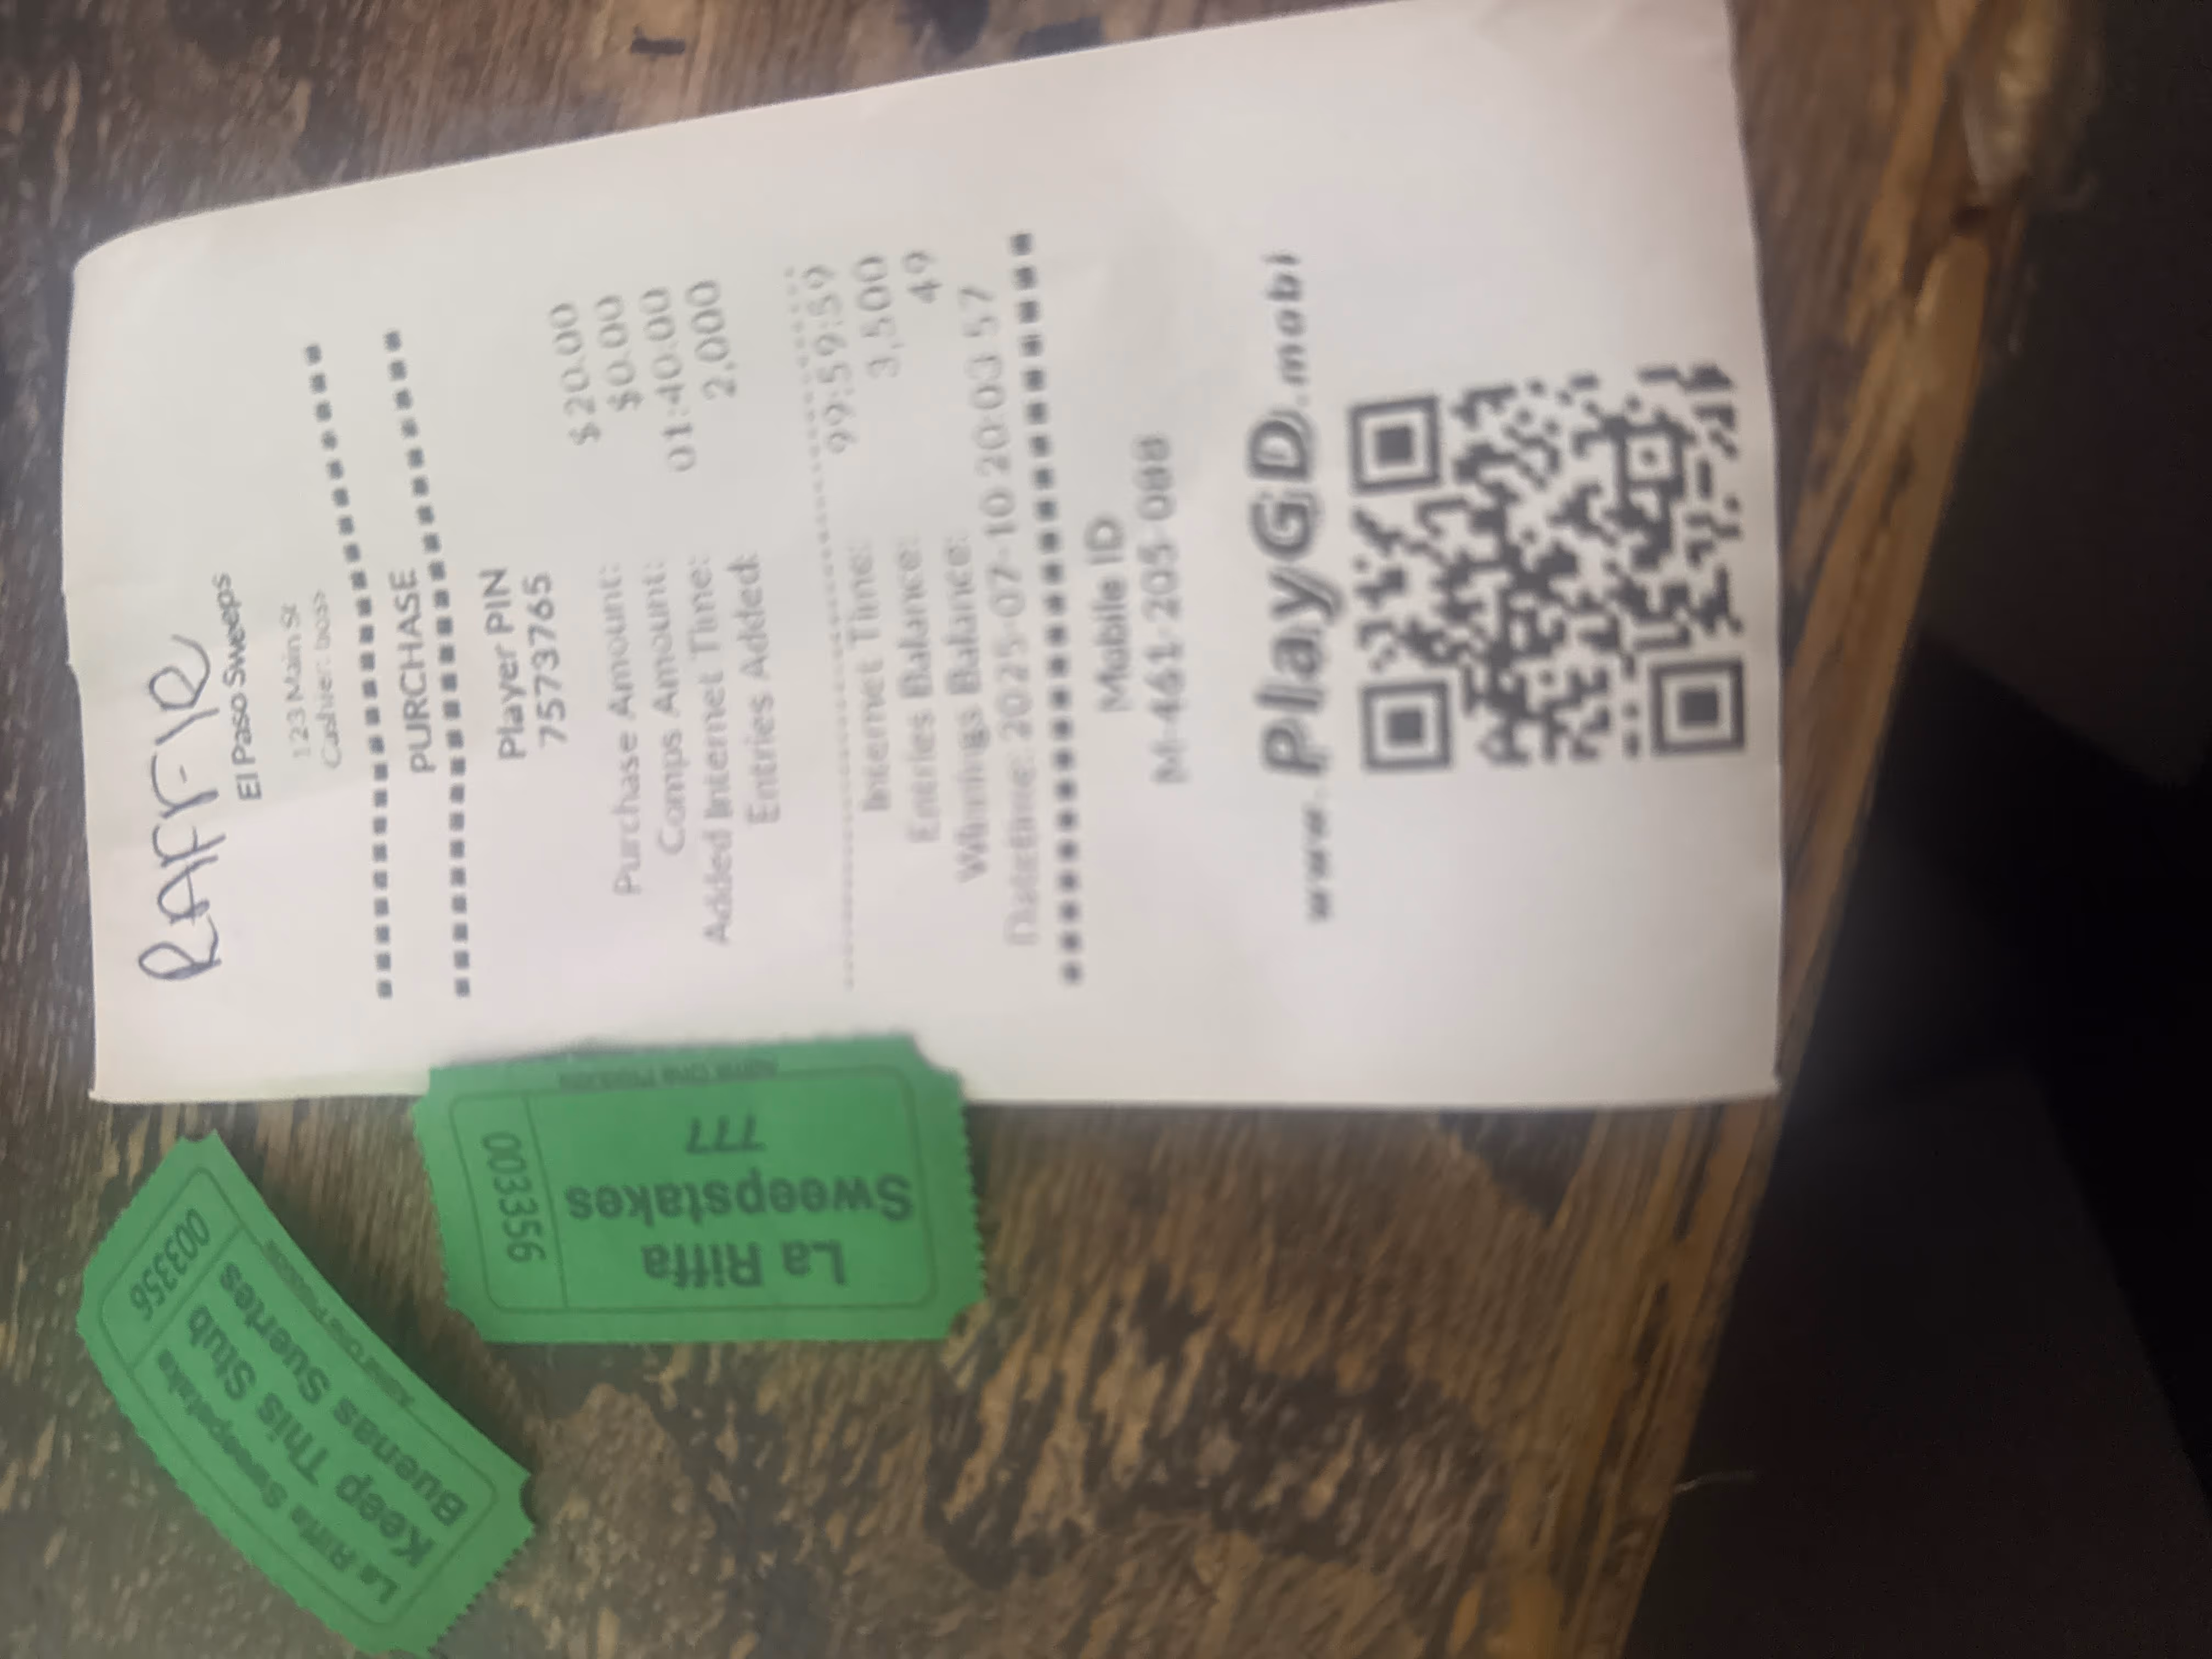 RAFFIR
El Paso Sweeps
123 Main St
Cashier: boss
PURCHASE
Player PIN
7573765
Purchase Amount: $20.00
Comps Amount: $0.00
Added Internet Time: 01:40:00
Entries Added: 2,000
Internet Time: 99:59:59
Entries Balance: 3,500
Winnings Balance: 49
Datetime: 2025-07-10 20:03:57
Mobile ID
M-461-205-088
www.PlayGD.mobi
La Riffa
Sweepstakes
777
003356
La Riffa Sweepstake
Keep This Stub
Buenas Suertes
003356